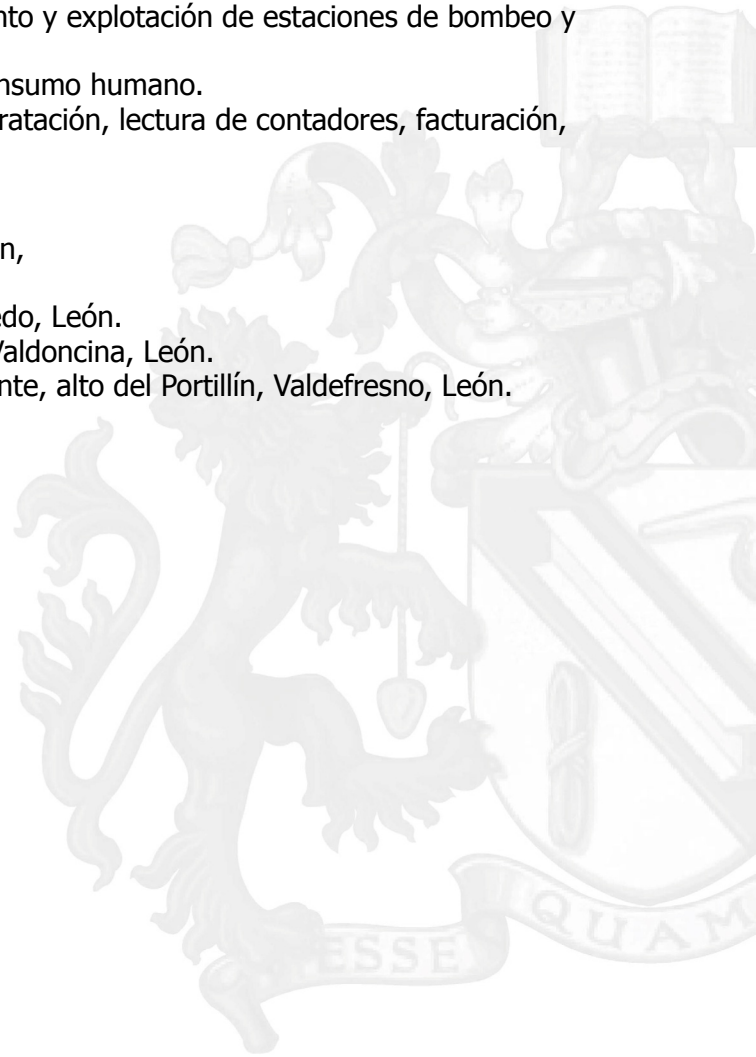 nto y explotación de estaciones de bombeo y
nsumo humano.
ratación, lectura de contadores, facturación,
n,
edo, León.
Valdoncina, León.
nte, alto del Portillín, Valdefresno, León.
ESSE
QUAM